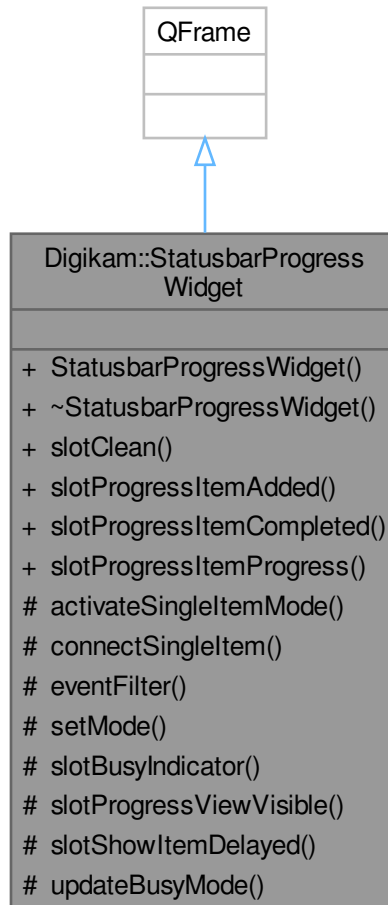 QFrame
Digikam::StatusbarProgress
Widget
+ StatusbarProgressWidget()
+ ~StatusbarProgressWidget()
+ slotClean()
+ slotProgressItemAdded()
+ slotProgressItemCompleted()
+ slotProgressItemProgress()
# activateSingleItemMode()
# connectSingleItem()
# eventFilter()
# setMode()
# slotBusyIndicator()
# slotProgressViewVisible()
# slotShowItemDelayed()
# updateBusyMode()